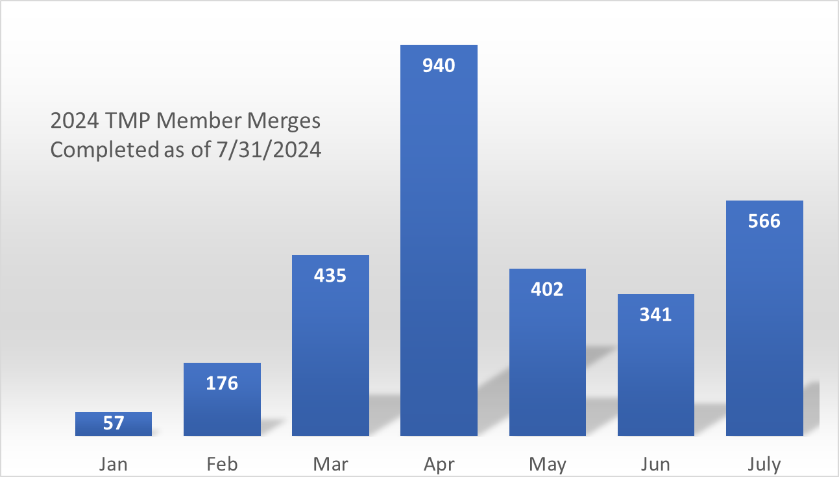 2024 TMP Member Merges
Completed as of 7/31/2024
940
566
435
402
341
176
57
Jan Feb Mar Apr May Jun July